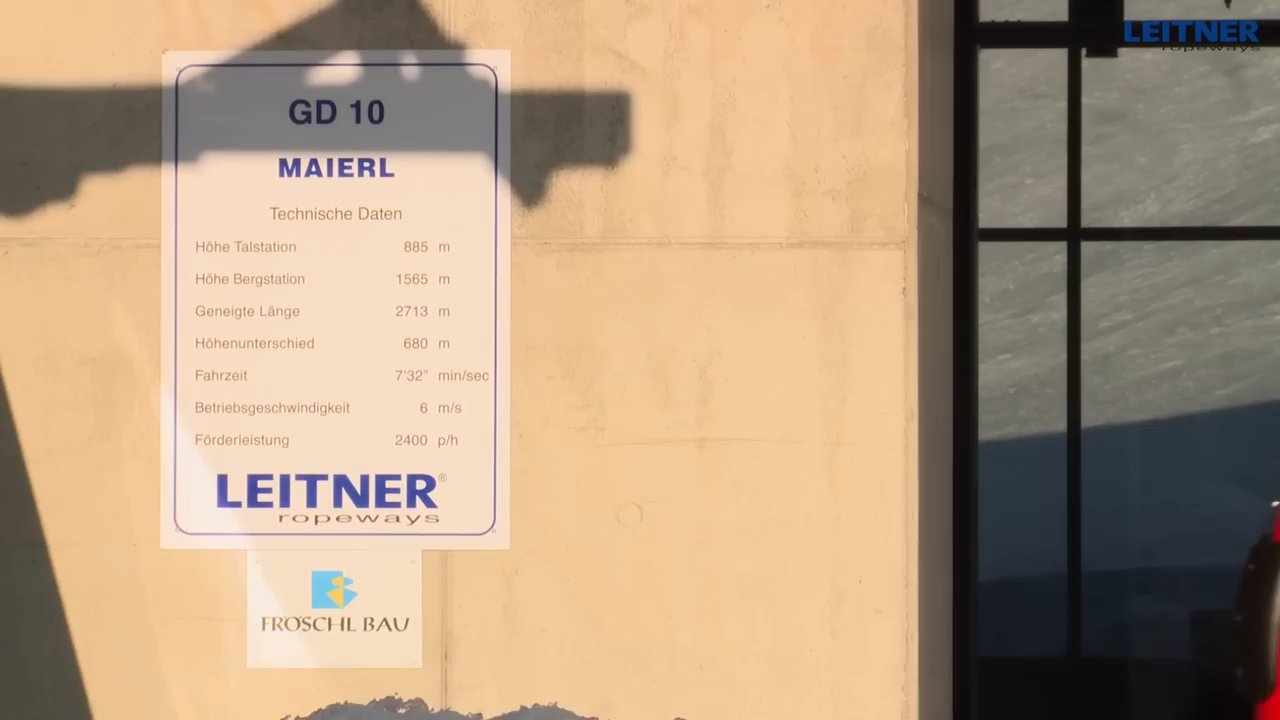 GD 10
MAIERL
Technische Daten
Höhe Talstation 885 m
Höhe Bergstation 1565 m
Geneigte Länge 2713 m
Höhenunterschied 680 m
Fahrzeit 7'32” min/sec
Betriebsgeschwindigkeit 6 m/s
Förderleistung 2400 p/h
LEITNER®
ropeways
FRÖSCHL BAU
LEITNER
ropeways